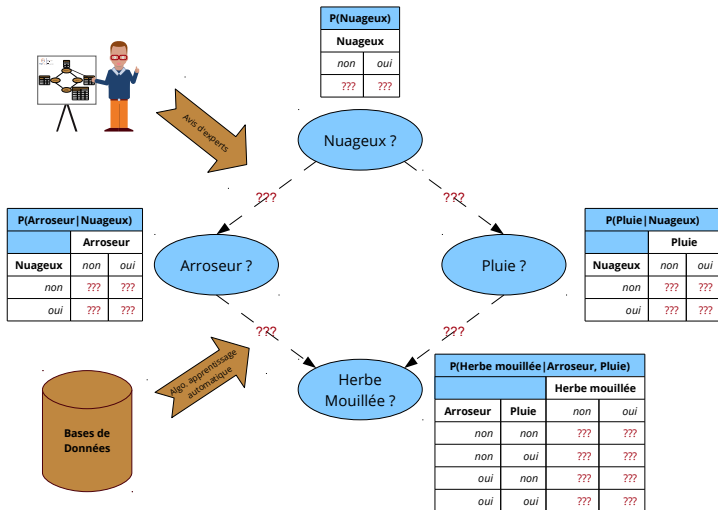 P(Nuageux)
Nuageux
non oui
??? ???
Avis d'experts
Nuageux ?
???
???
P(Arroseur|Nuageux)
Arroseur
Nuageux non oui
non ??? ???
oui ??? ???
P(Pluie|Nuageux)
Pluie
Nuageux non oui
non ??? ???
oui ??? ???
Arroseur ?
Pluie ?
???
???
Algo, apprentissage
automatique
Herbe
Mouillée ?
P(Herbe mouillée|Arroseur, Pluie)
Herbe mouillée
Arroseur Pluie non oui
non non ??? ???
non oui ??? ???
oui non ??? ???
oui oui ??? ???
Bases de
Données